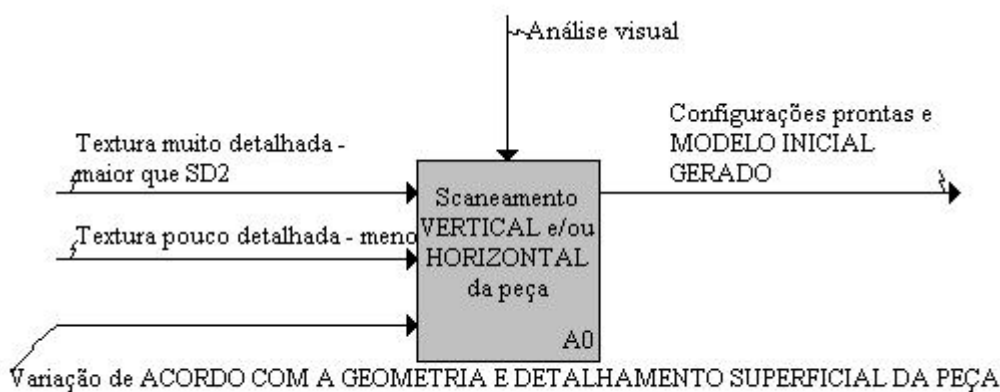 Análise visual
Textura muito detalhada -
maior que SD2
Configurações prontas e
MODELO INICIAL
GERADO
Textura pouco detalhada - meno
Scaneamento
VERTICAL e/ou
HORIZONTAL
da peça
A0
Variação de ACORDO COM A GEOMETRIA E DETALHAMENTO SUPERFICIAL DA PEÇA